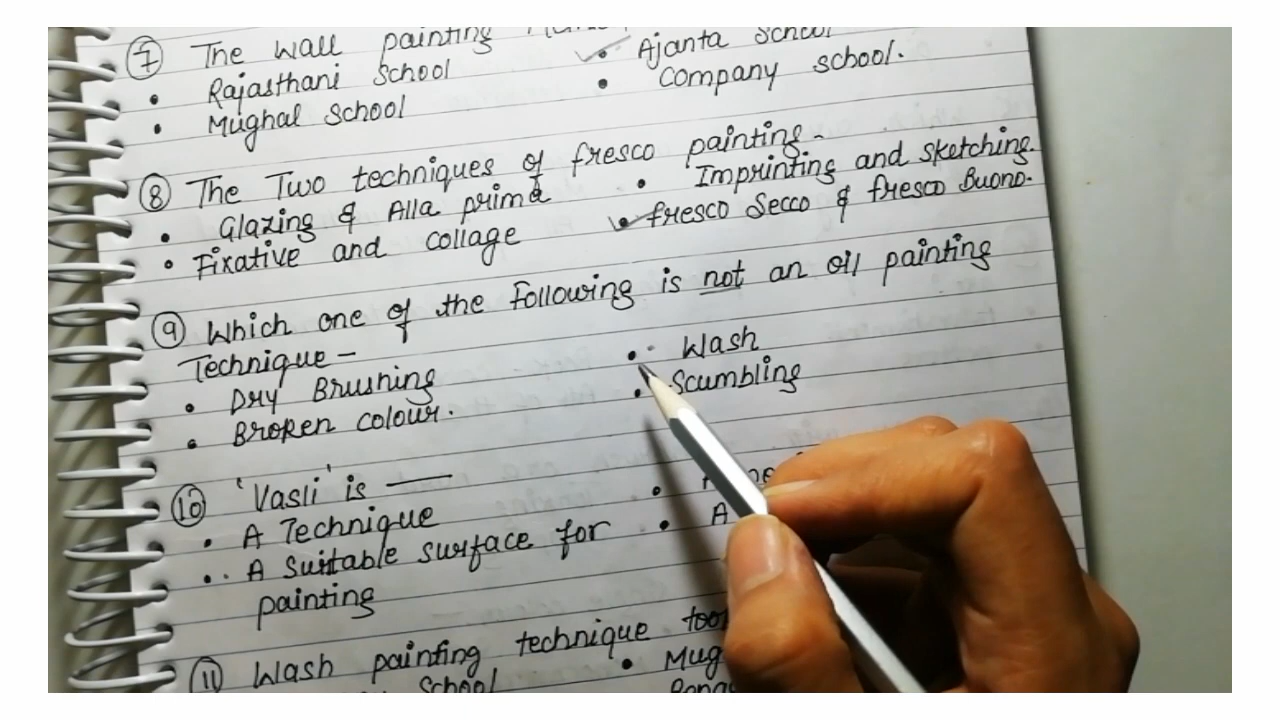 7 The wall painting
• Rajasthani School • Ajanta School
• Mughal School • Company school.
8 The Two techniques of fresco painting-
• Glazing & Alla prima • Imprinting and sketching.
• Fixative and collage • fresco Secco & fresco Buono.
9 Which one of the Following is not an oil painting
Technique -
• Dry Brushing • Wash
• Broken colour. • Scumbling
10 'Vasli' is —
• A Technique •
• A Suitable surface for • A
painting
11 Wash painting technique
School •